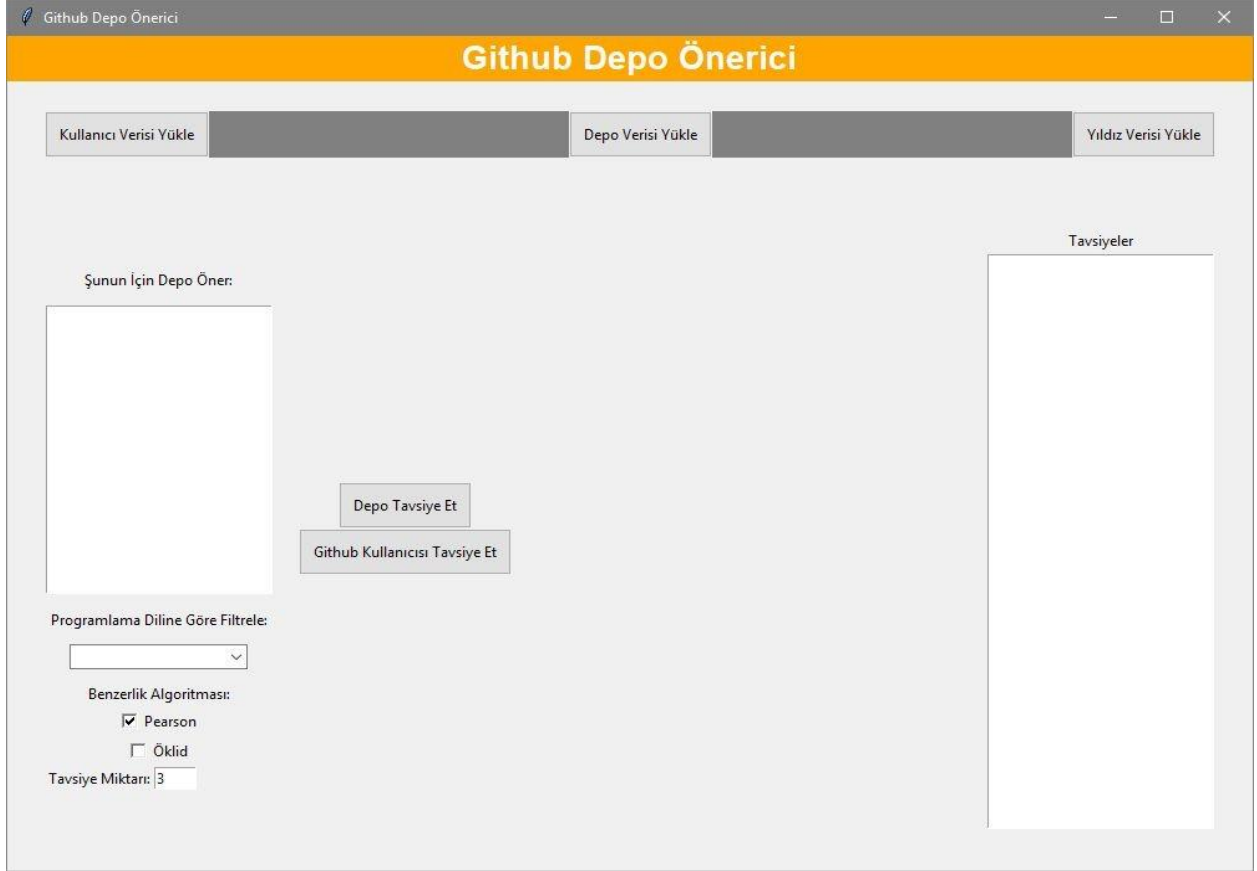 Github Depo Önerici
Github Depo Önerici
Kullanıcı Verisi Yükle
Depo Verisi Yükle
Yıldız Verisi Yükle
Tavsiyeler
Şunun İçin Depo Öner:
Depo Tavsiye Et
Github Kullanıcısı Tavsiye Et
Programlama Diline Göre Filtrele:
Benzerlik Algoritması:
Pearson
Öklid
Tavsiye Miktarı: 3